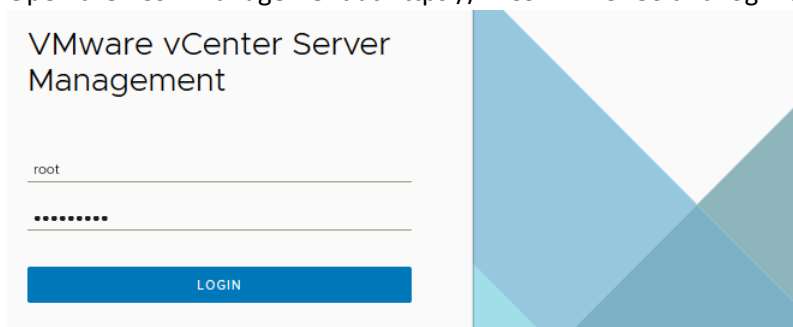 VMware vCenter Server
Management
root
•••••••••
LOGIN